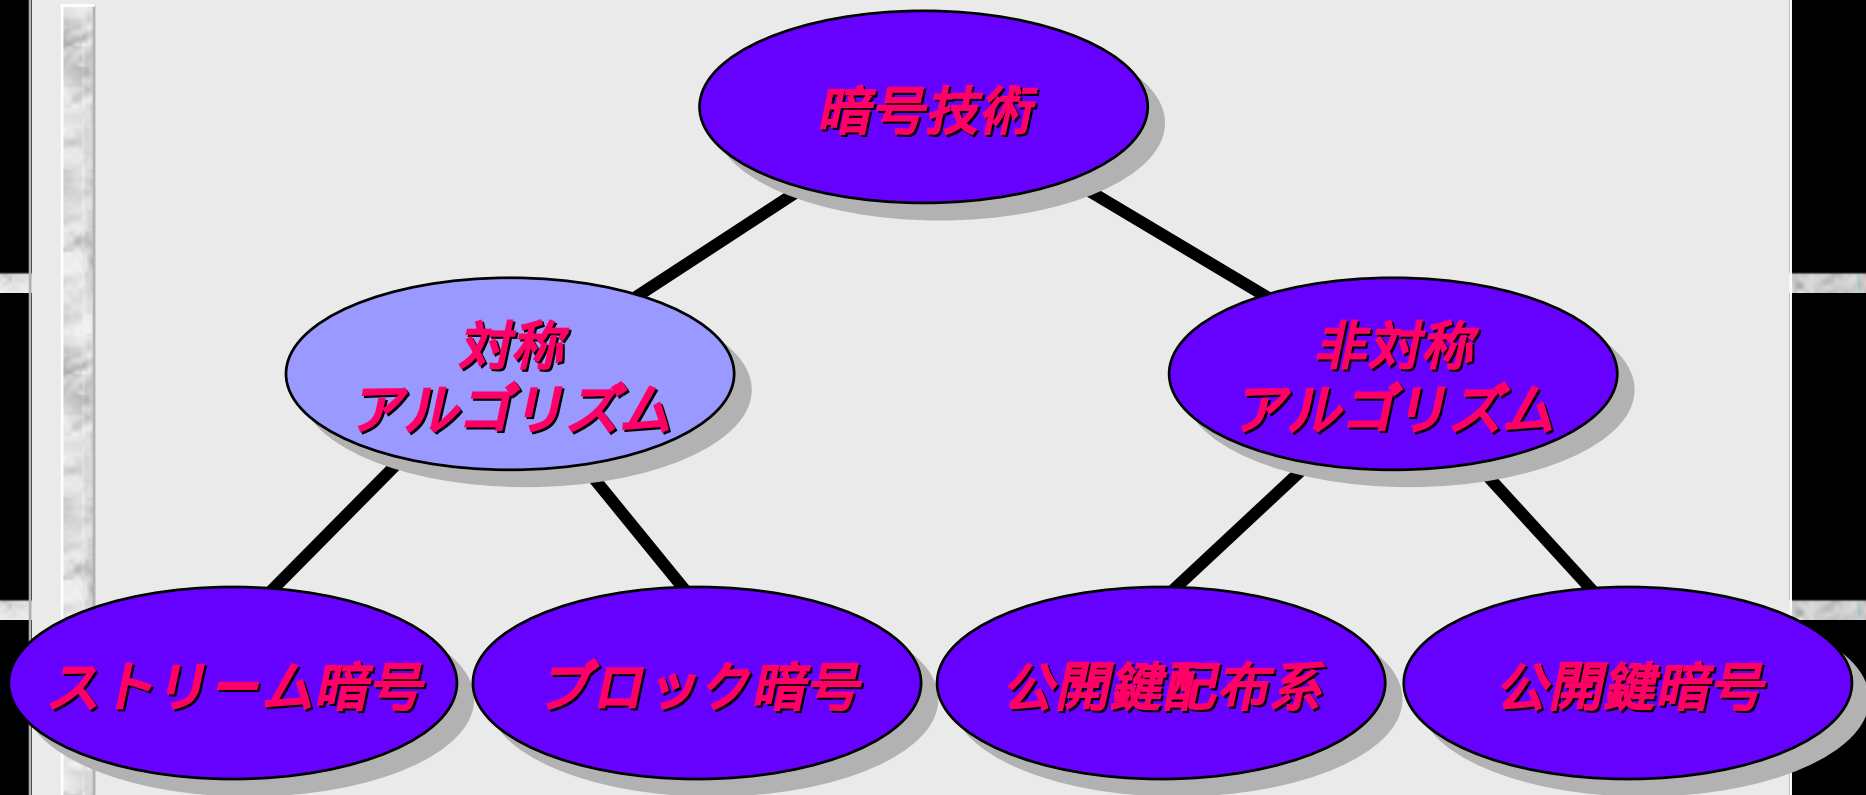 暗号技術
対称
アルゴリズム
非対称
アルゴリズム
ストリーム暗号
ブロック暗号
公開鍵配布系
公開鍵暗号